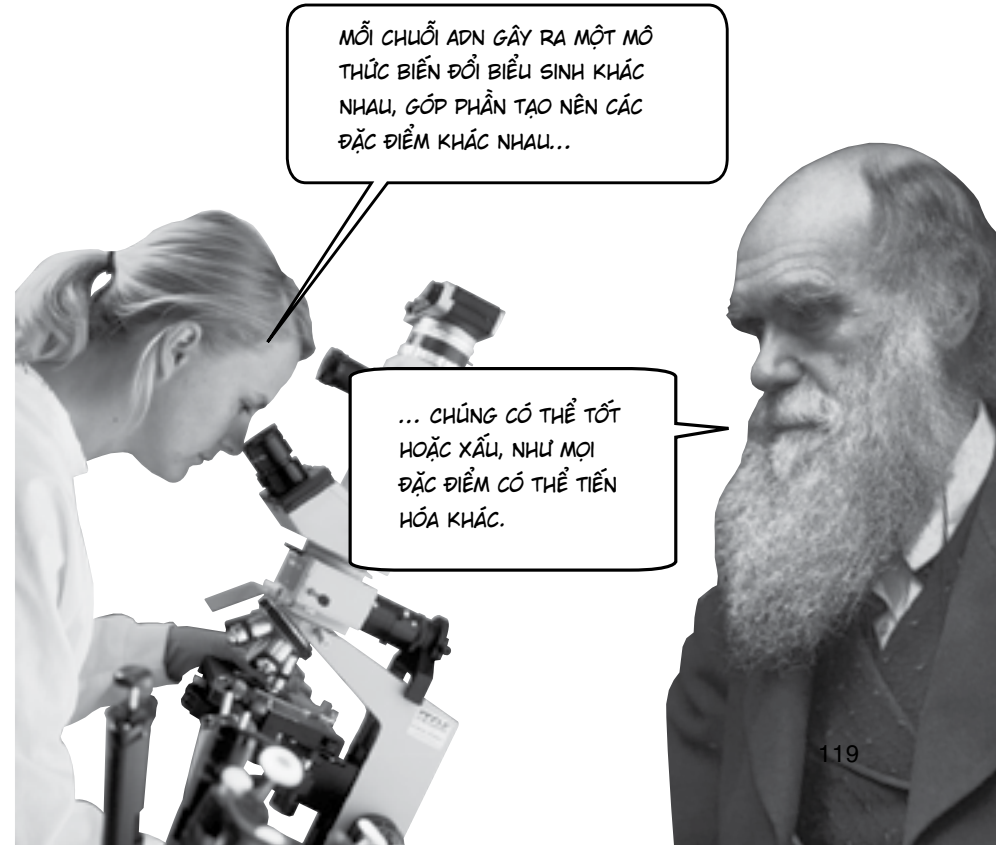 MỖI CHUỖI ADN GÂY RA MỘT MÔ
THỨC BIẾN ĐỔI BIỂU SINH KHÁC
NHAU, GÓP PHẦN TẠO NÊN CÁC
ĐẶC ĐIỂM KHÁC NHAU...
... CHÚNG CÓ THỂ TỐT
HOẶC XẤU, NHƯ MỌI
ĐẶC ĐIỂM CÓ THỂ TIẾN
HÓA KHÁC.
119